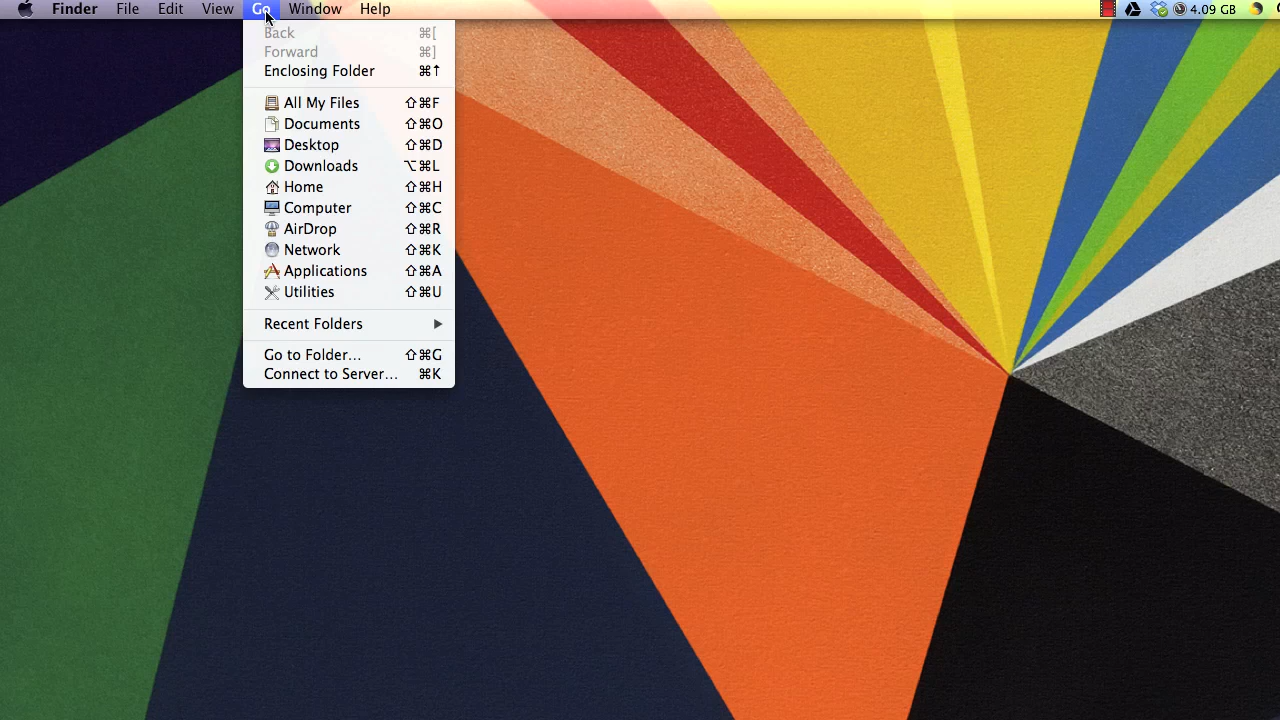 Finder File Edit View Go Window Help 4.09 GB
Back ⌘[
Forward ⌘]
Enclosing Folder ⌘↑
All My Files ⇧⌘F
Documents ⇧⌘O
Desktop ⇧⌘D
Downloads ⌥⌘L
Home ⇧⌘H
Computer ⇧⌘C
AirDrop ⇧⌘R
Network ⇧⌘K
Applications ⇧⌘A
Utilities ⇧⌘U
Recent Folders ▶
Go to Folder... ⇧⌘G
Connect to Server... ⌘K